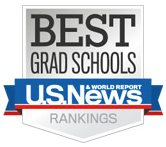 BEST
GRAD SCHOOLS
U.S. News
& WORLD REPORT
RANKINGS